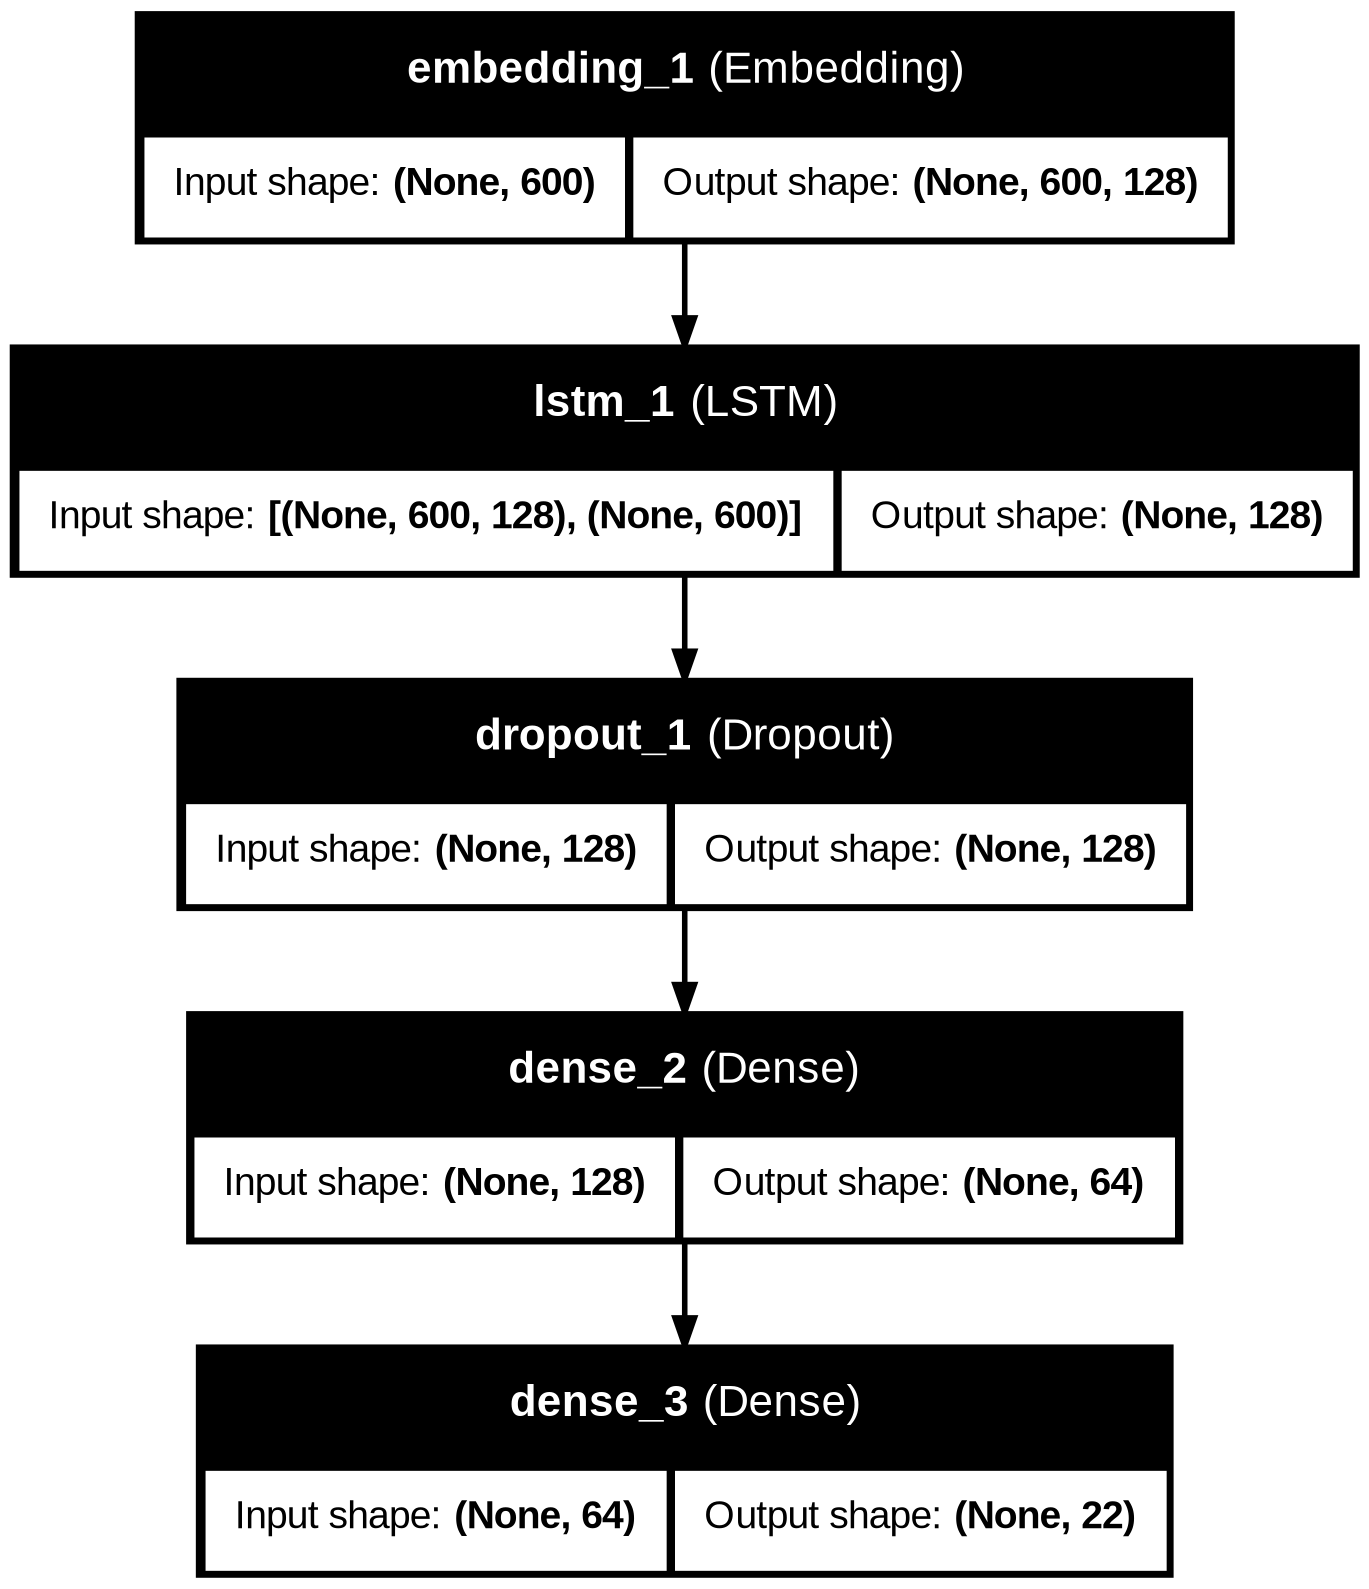 embedding_1 (Embedding)
Input shape: (None, 600) Output shape: (None, 600, 128)
lstm_1 (LSTM)
Input shape: [(None, 600, 128), (None, 600)] Output shape: (None, 128)
dropout_1 (Dropout)
Input shape: (None, 128) Output shape: (None, 128)
dense_2 (Dense)
Input shape: (None, 128) Output shape: (None, 64)
dense_3 (Dense)
Input shape: (None, 64) Output shape: (None, 22)